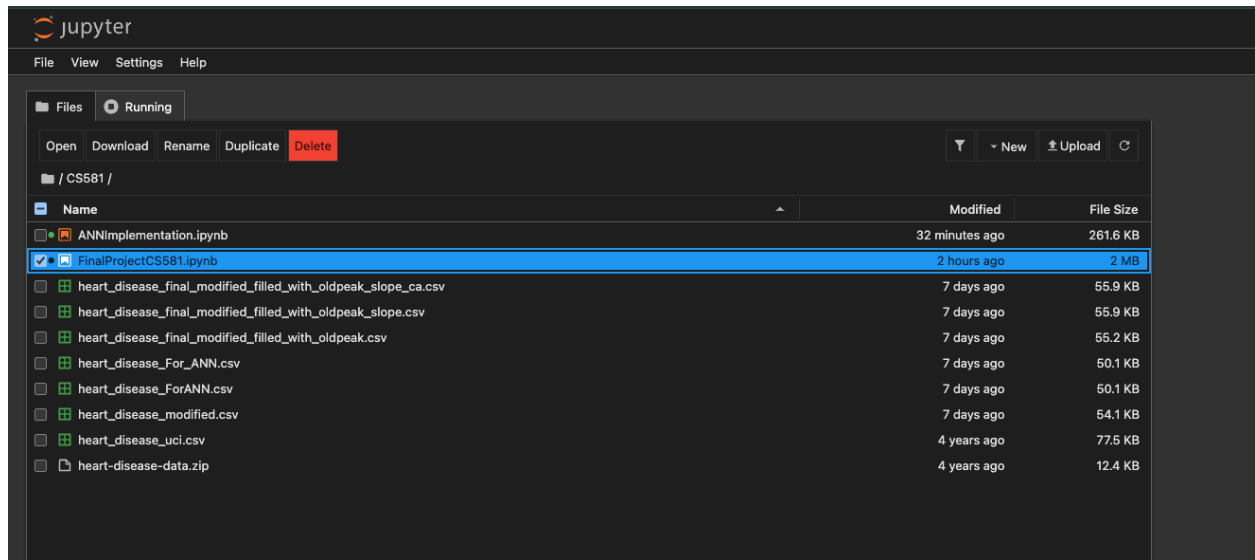 jupyter
File View Settings Help
Files Running
Open Download Rename Duplicate Delete New Upload
/ CS581 /
Name Modified File Size
ANNImplementation.ipynb 32 minutes ago 261.6 KB
FinalProjectCS581.ipynb 2 hours ago 2 MB
heart_disease_final_modified_filled_with_oldpeak_slope_ca.csv 7 days ago 55.9 KB
heart_disease_final_modified_filled_with_oldpeak_slope.csv 7 days ago 55.9 KB
heart_disease_final_modified_filled_with_oldpeak.csv 7 days ago 55.2 KB
heart_disease_For_ANN.csv 7 days ago 50.1 KB
heart_disease_ForANN.csv 7 days ago 50.1 KB
heart_disease_modified.csv 7 days ago 54.1 KB
heart_disease_uci.csv 4 years ago 77.5 KB
heart-disease-data.zip 4 years ago 12.4 KB